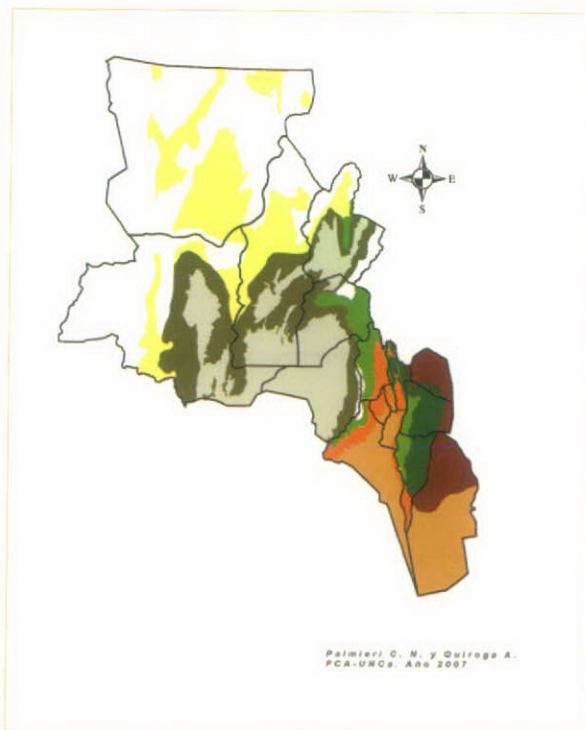 N
W E
S
Palmieri C. N. y Quiroga A.
FCA-UNCa. Año 2007